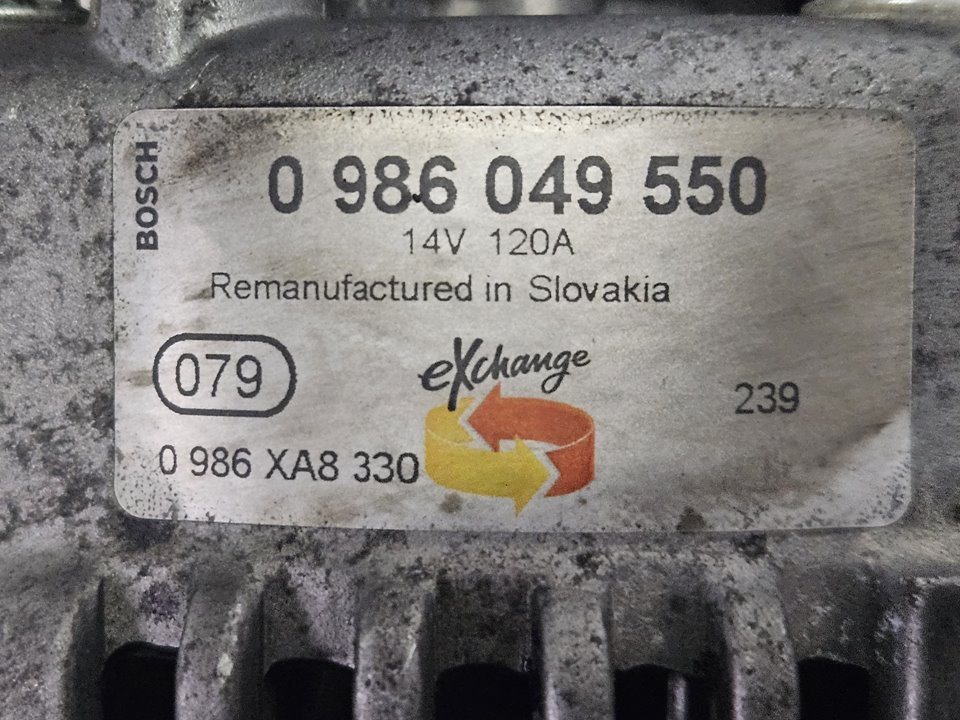 BOSCH
0 986 049 550
14V 120A
Remanufactured in Slovakia
079
eXchange
239
0 986 XA8 330